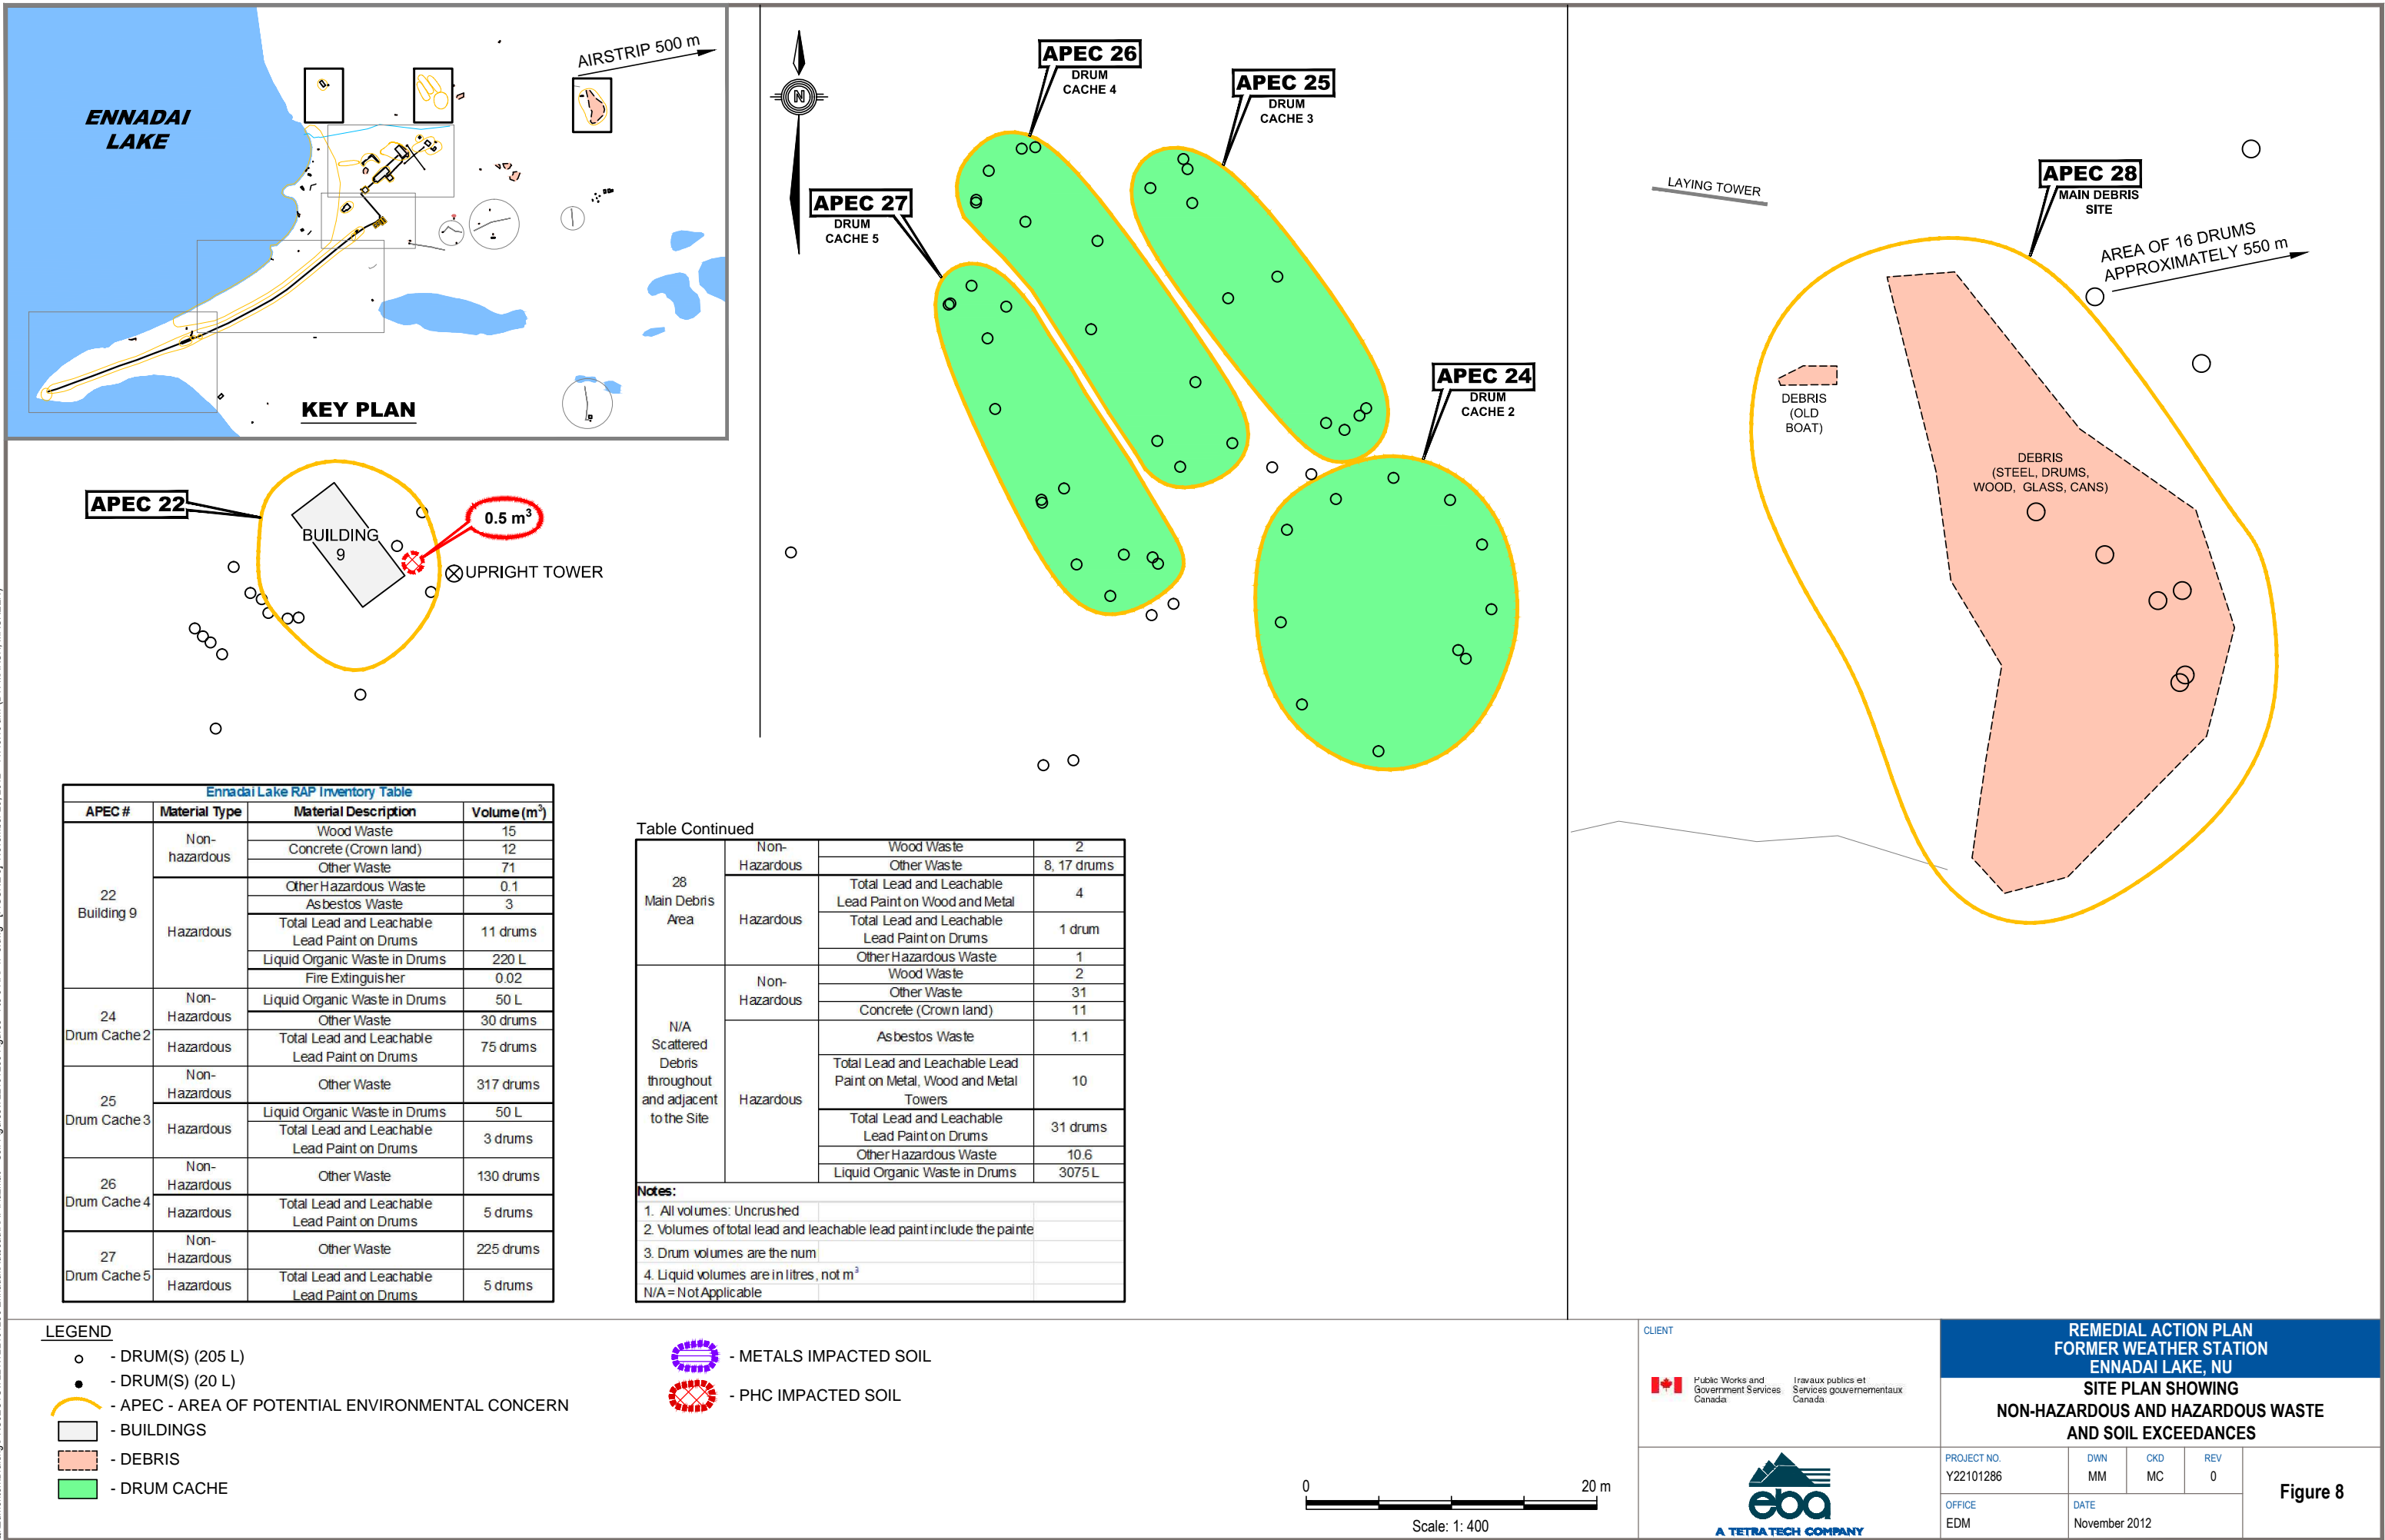 ENNADAI
LAKE
AIRSTRIP 500 m
KEY PLAN
N
APEC 26
DRUM
CACHE 4
APEC 25
DRUM
CACHE 3
APEC 27
DRUM
CACHE 5
APEC 24
DRUM
CACHE 2
LAYING TOWER
APEC 28
MAIN DEBRIS
SITE
AREA OF 16 DRUMS
APPROXIMATELY 550 m
DEBRIS
(OLD
BOAT)
DEBRIS
(STEEL, DRUMS,
WOOD, GLASS, CANS)
APEC 22
BUILDING
9
0.5 m³
UPRIGHT TOWER
Ennadai Lake RAP Inventory Table
APEC # Material Type Material Description Volume (m³)
22
Building 9
Non-
hazardous
Wood Waste 15
Concrete (Crown land) 12
Other Waste 71
Hazardous
Other Hazardous Waste 0.1
Asbestos Waste 3
Total Lead and Leachable
Lead Paint on Drums 11 drums
Liquid Organic Waste in Drums 220 L
Fire Extinguisher 0.02
24
Drum Cache 2
Non-
Hazardous
Liquid Organic Waste in Drums 50 L
Other Waste 30 drums
Hazardous
Total Lead and Leachable
Lead Paint on Drums 75 drums
25
Drum Cache 3
Non-
Hazardous
Other Waste 317 drums
Hazardous
Liquid Organic Waste in Drums 50 L
Total Lead and Leachable
Lead Paint on Drums 3 drums
26
Drum Cache 4
Non-
Hazardous
Other Waste 130 drums
Hazardous
Total Lead and Leachable
Lead Paint on Drums 5 drums
27
Drum Cache 5
Non-
Hazardous
Other Waste 225 drums
Hazardous
Total Lead and Leachable
Lead Paint on Drums 5 drums
Table Continued
28
Main Debris
Area
Non-
Hazardous
Wood Waste 2
Other Waste 8, 17 drums
Hazardous
Total Lead and Leachable
Lead Paint on Wood and Metal 4
Total Lead and Leachable
Lead Paint on Drums 1 drum
Other Hazardous Waste 1
N/A
Scattered
Debris
throughout
and adjacent
to the Site
Non-
Hazardous
Wood Waste 2
Other Waste 31
Concrete (Crown land) 11
Hazardous
Asbestos Waste 1.1
Total Lead and Leachable Lead
Paint on Metal, Wood and Metal
Towers 10
Total Lead and Leachable
Lead Paint on Drums 31 drums
Other Hazardous Waste 10.6
Liquid Organic Waste in Drums 3075 L
Notes:
1. All volumes: Uncrushed
2. Volumes of total lead and leachable lead paint include the painte
3. Drum volumes are the num
4. Liquid volumes are in litres, not m³
N/A = Not Applicable
LEGEND
- DRUM(S) (205 L)
- DRUM(S) (20 L)
- APEC - AREA OF POTENTIAL ENVIRONMENTAL CONCERN
- BUILDINGS
- DEBRIS
- DRUM CACHE
- METALS IMPACTED SOIL
- PHC IMPACTED SOIL
0 20 m
Scale: 1: 400
CLIENT
Public Works and
Government Services
Canada
Travaux publics et
Services gouvernementaux
Canada
eba
A TETRA TECH COMPANY
REMEDIAL ACTION PLAN
FORMER WEATHER STATION
ENNADAI LAKE, NU
SITE PLAN SHOWING
NON-HAZARDOUS AND HAZARDOUS WASTE
AND SOIL EXCEEDANCES
PROJECT NO. DWN CKD REV
Y22101286 MM MC 0
OFFICE DATE
EDM November 2012
Figure 8